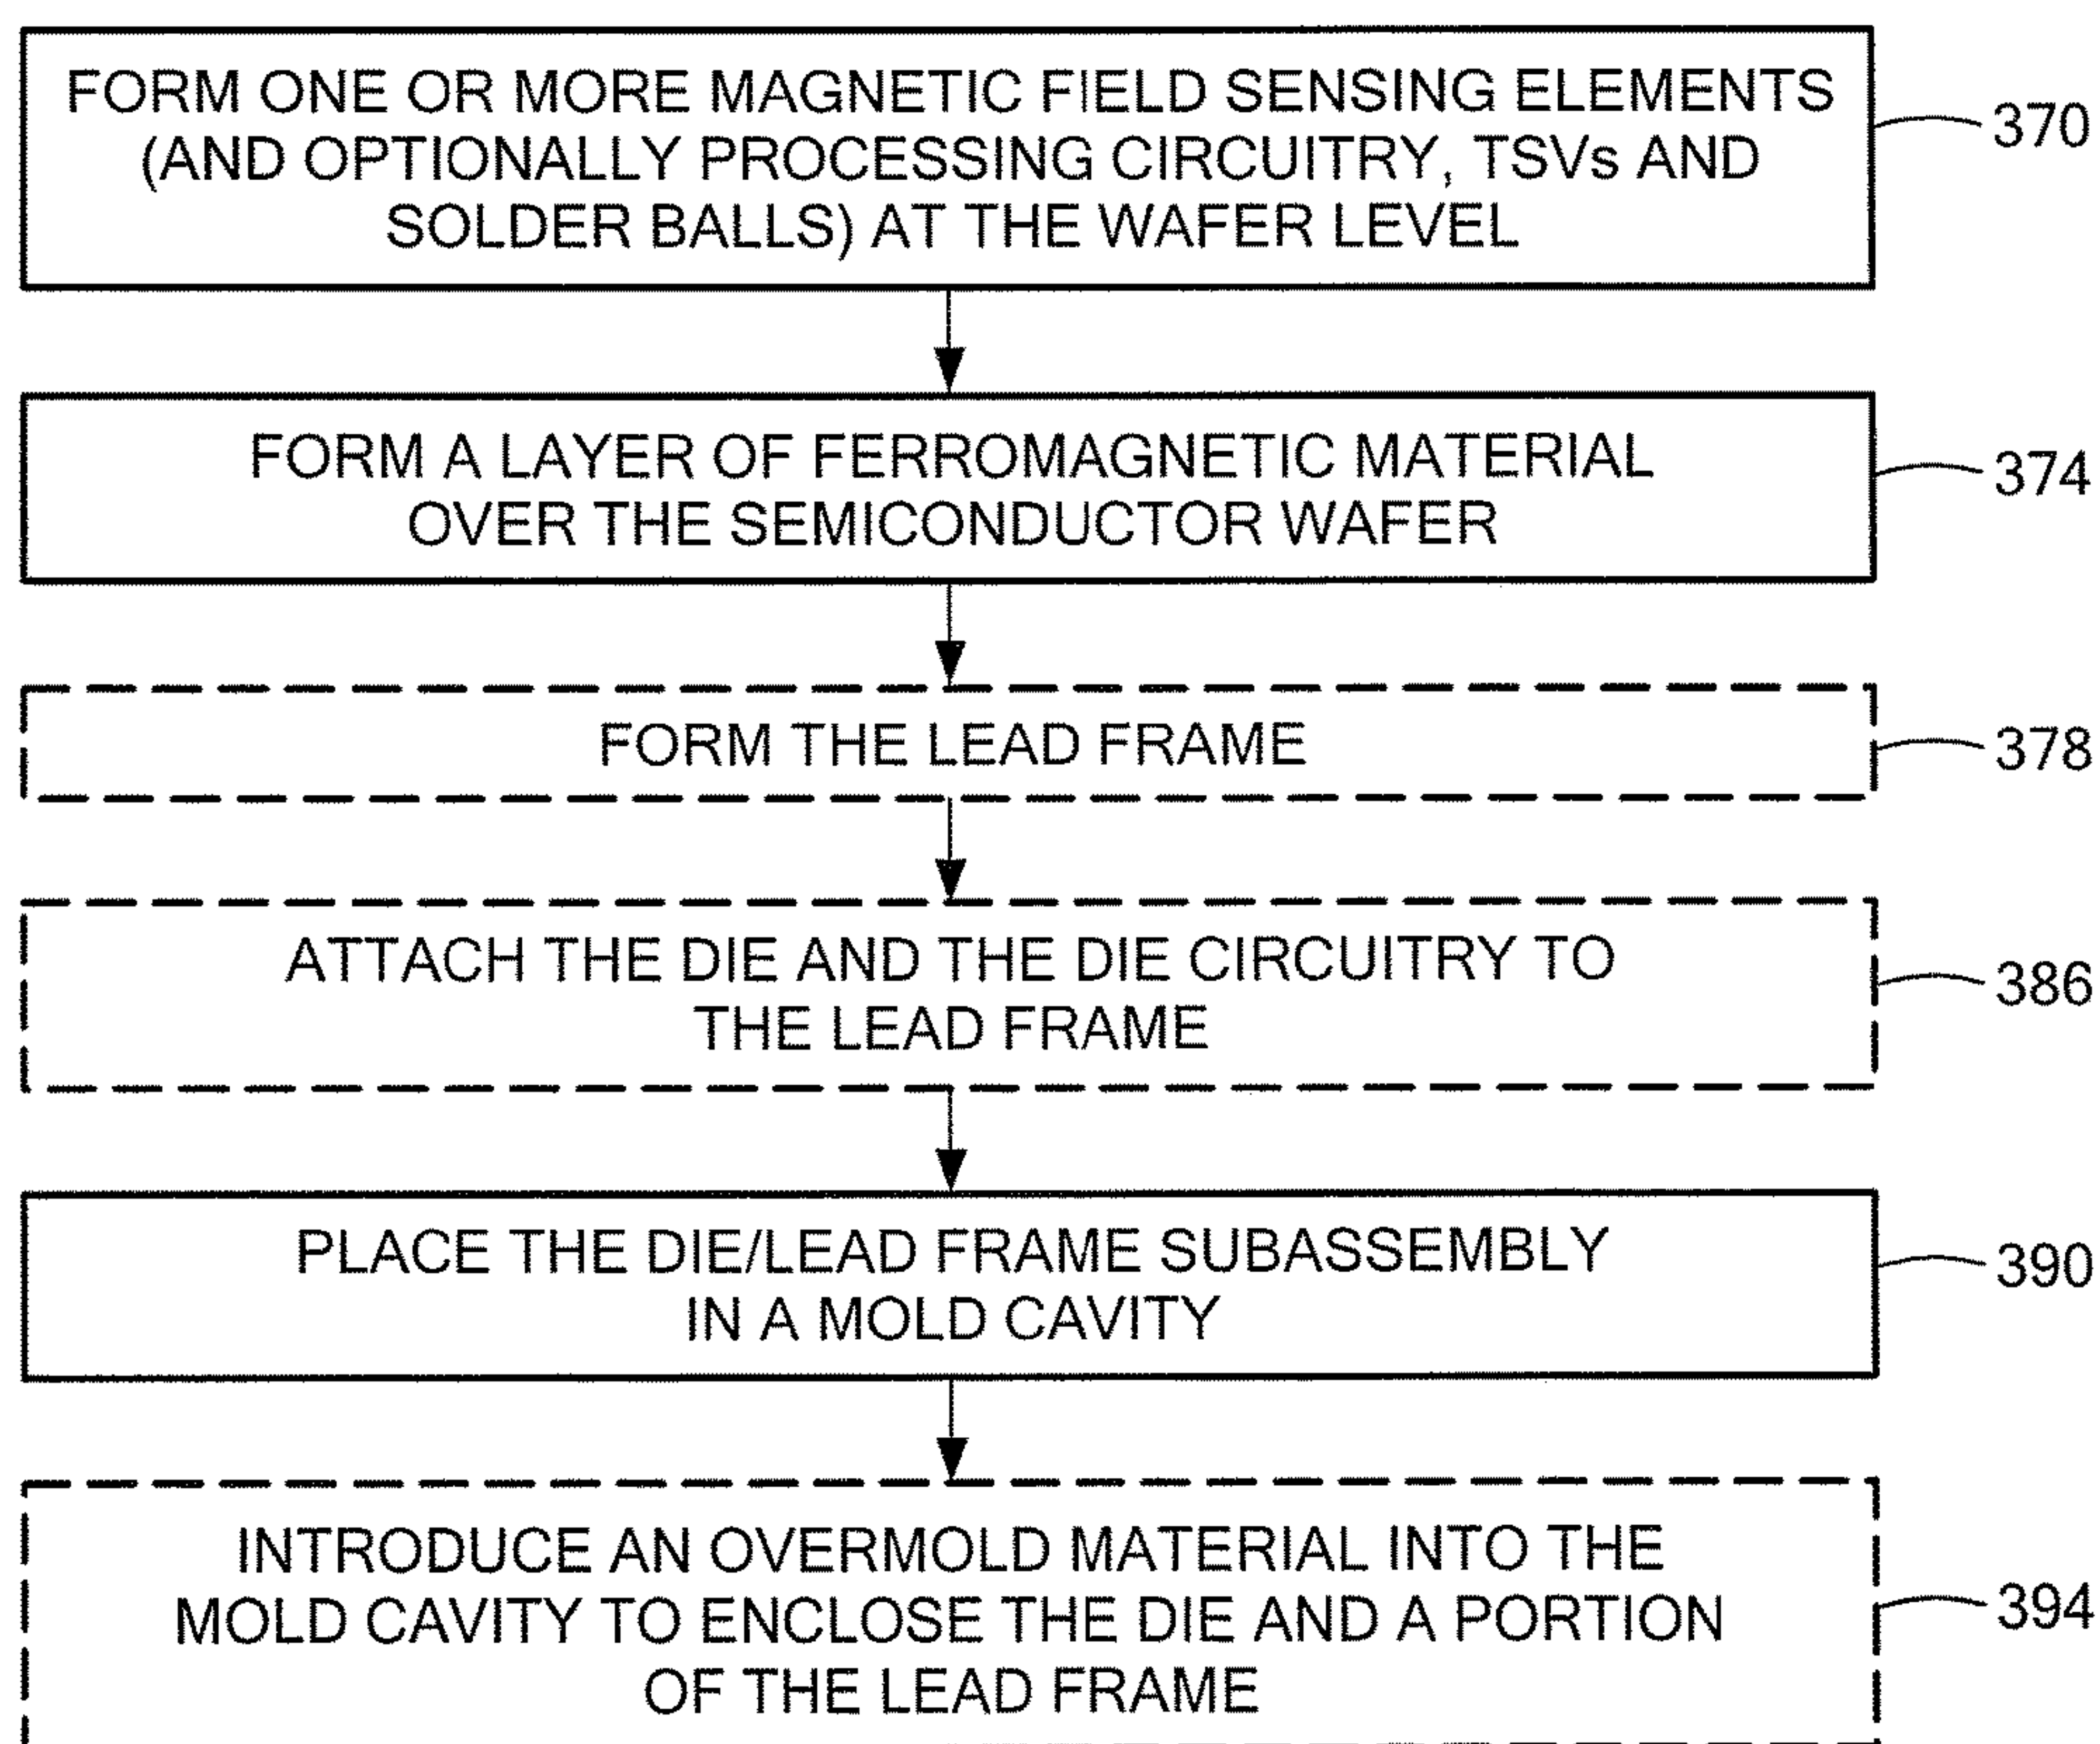 FORM ONE OR MORE MAGNETIC FIELD SENSING ELEMENTS
(AND OPTIONALLY PROCESSING CIRCUITRY, TSVs AND
SOLDER BALLS) AT THE WAFER LEVEL
370
FORM A LAYER OF FERROMAGNETIC MATERIAL
OVER THE SEMICONDUCTOR WAFER
374
FORM THE LEAD FRAME
378
ATTACH THE DIE AND THE DIE CIRCUITRY TO
THE LEAD FRAME
386
PLACE THE DIE/LEAD FRAME SUBASSEMBLY
IN A MOLD CAVITY
390
INTRODUCE AN OVERMOLD MATERIAL INTO THE
MOLD CAVITY TO ENCLOSE THE DIE AND A PORTION
OF THE LEAD FRAME
394